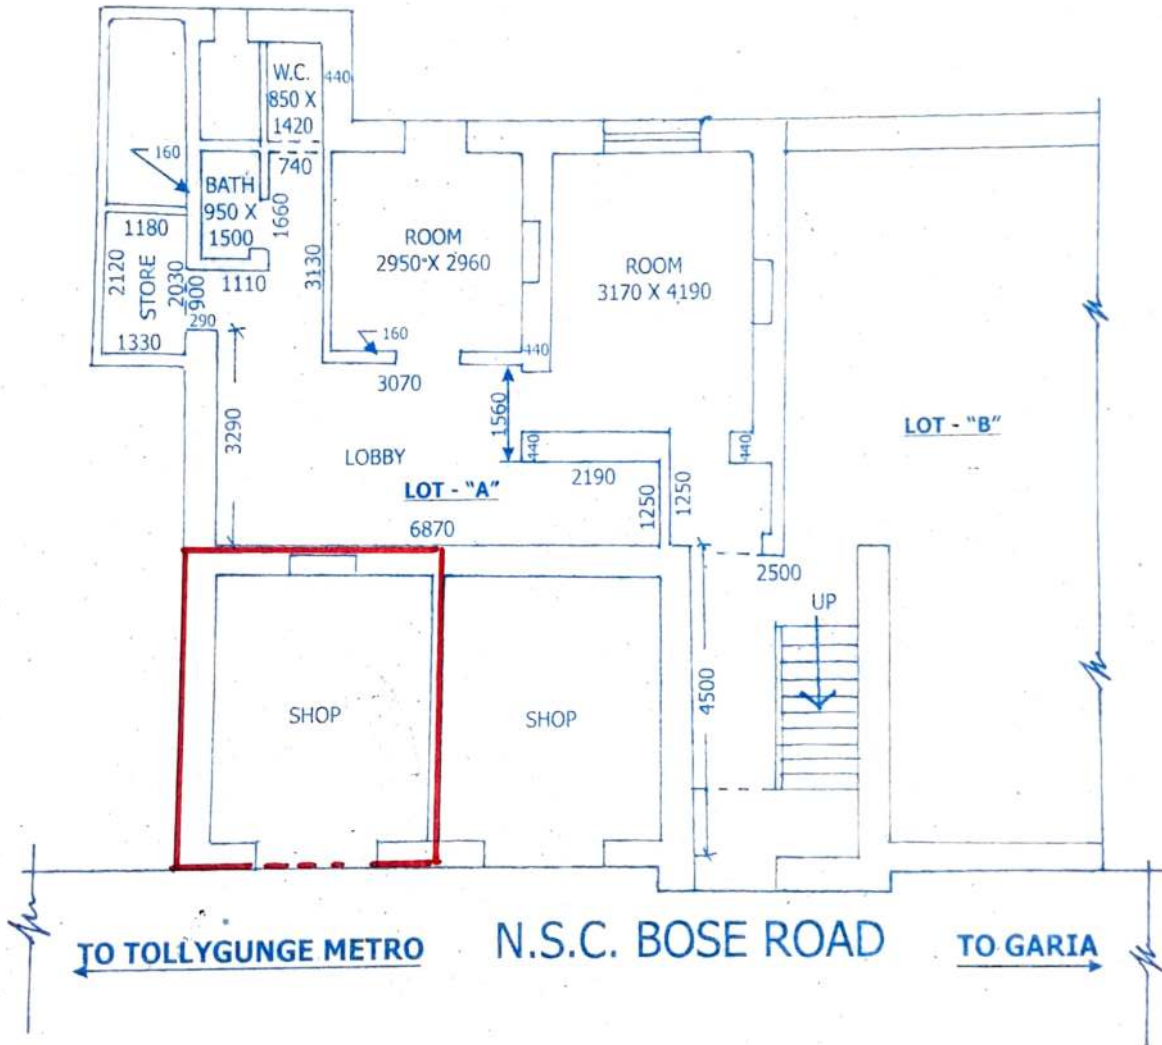 W.C.
850 X
1420
440
160
740
BATH
950 X
1500
1660
1180
2120
STORE
2030
900
290
1110
1330
3130
ROOM
2950 X 2960
ROOM
3170 X 4190
160
440
3070
1560
3290
LOBBY
440
440
2190
1250
1250
LOT - "A"
LOT - "B"
6870
2500
UP
4500
SHOP
SHOP
TO TOLLYGUNGE METRO
N.S.C. BOSE ROAD
TO GARIA